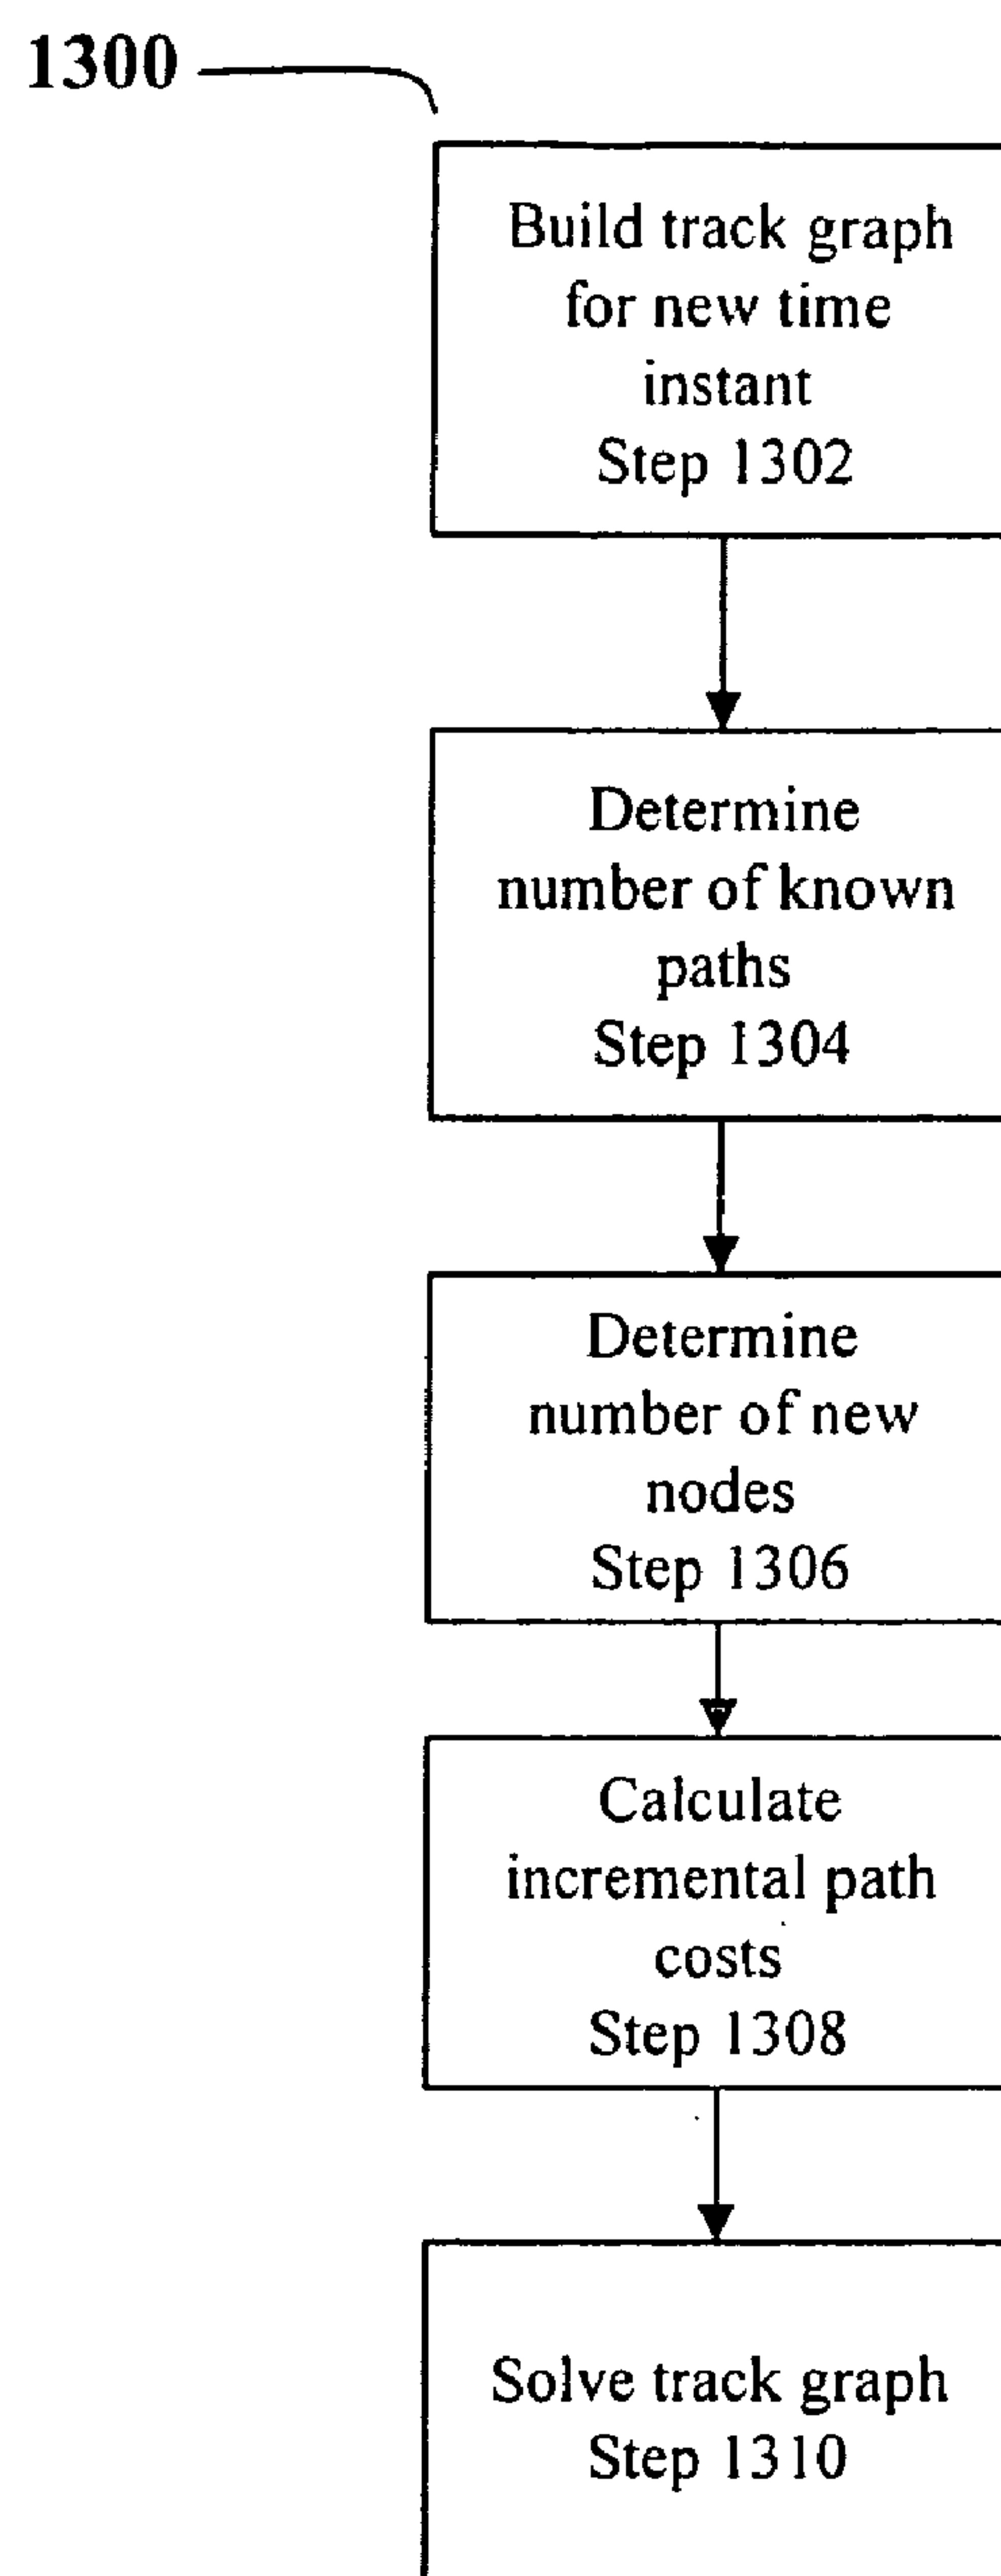 1300
Build track graph
for new time
instant
Step 1302
Determine
number of known
paths
Step 1304
Determine
number of new
nodes
Step 1306
Calculate
incremental path
costs
Step 1308
Solve track graph
Step 1310